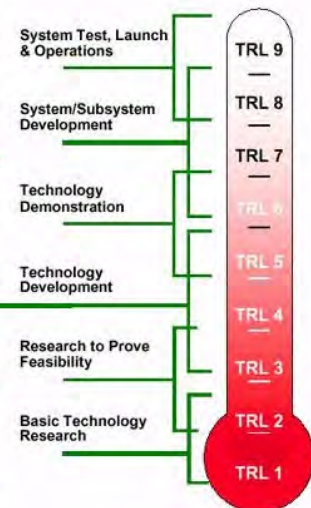 System Test, Launch
& Operations
System/Subsystem
Development
Technology
Demonstration
Technology
Development
Research to Prove
Feasibility
Basic Technology
Research
TRL 9
TRL 8
TRL 7
TRL 6
TRL 5
TRL 4
TRL 3
TRL 2
TRL 1